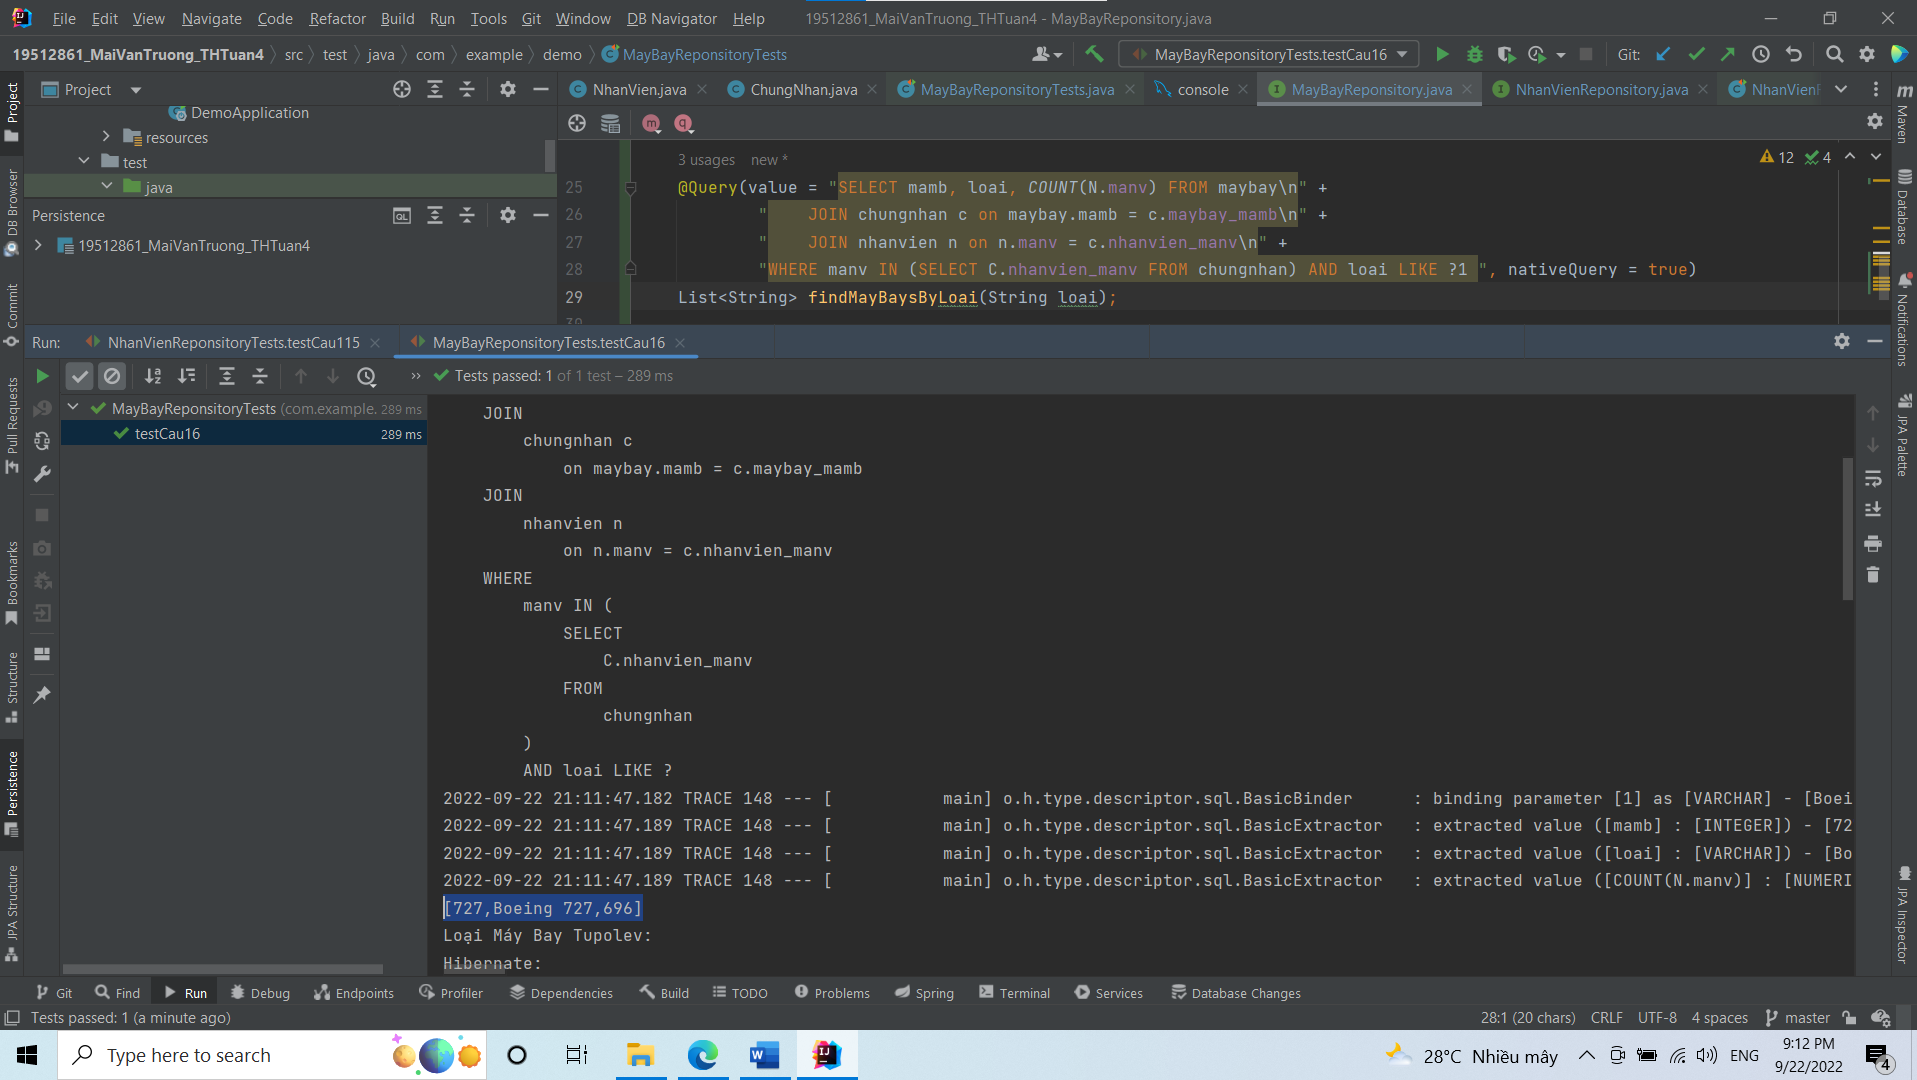 File Edit View Navigate Code Refactor Build Run Tools Git Window DB Navigator Help 19512861_MaiVanTruong_THTuan4 - MayBayReponsitory.java
19512861_MaiVanTruong_THTuan4 src test java com example demo MayBayReponsitoryTests MayBayReponsitoryTests.testCau16 Git:
Project NhanVien.java ChungNhan.java MayBayReponsitoryTests.java console MayBayReponsitory.java NhanVienReponsitory.java NhanVienF
DemoApplication
resources
test
java
3 usages new *
12 4
25 @Query(value = "SELECT mamb, loai, COUNT(N.manv) FROM maybay\n" +
26 " JOIN chungnhan c on maybay.mamb = c.maybay_mamb\n" +
27 " JOIN nhanvien n on n.manv = c.nhanvien_manv\n" +
28 "WHERE manv IN (SELECT C.nhanvien_manv FROM chungnhan) AND loai LIKE ?1 ", nativeQuery = true)
29 List<String> findMayBaysByLoai(String loai);
30
Persistence
19512861_MaiVanTruong_THTuan4
Run: NhanVienReponsitoryTests.testCau115 MayBayReponsitoryTests.testCau16
Tests passed: 1 of 1 test – 289 ms
MayBayReponsitoryTests (com.example. 289 ms
testCau16 289 ms
JOIN
chungnhan c
on maybay.mamb = c.maybay_mamb
JOIN
nhanvien n
on n.manv = c.nhanvien_manv
WHERE
manv IN (
SELECT
C.nhanvien_manv
FROM
chungnhan
)
AND loai LIKE ?
2022-09-22 21:11:47.182 TRACE 148 --- [ main] o.h.type.descriptor.sql.BasicBinder : binding parameter [1] as [VARCHAR] - [Boei
2022-09-22 21:11:47.189 TRACE 148 --- [ main] o.h.type.descriptor.sql.BasicExtractor : extracted value ([mamb] : [INTEGER]) - [72
2022-09-22 21:11:47.189 TRACE 148 --- [ main] o.h.type.descriptor.sql.BasicExtractor : extracted value ([loai] : [VARCHAR]) - [Bo
2022-09-22 21:11:47.189 TRACE 148 --- [ main] o.h.type.descriptor.sql.BasicExtractor : extracted value ([COUNT(N.manv)] : [NUMERI
[727,Boeing 727,696]
Loại Máy Bay Tupolev:
Hibernate:
Project
DB Browser
Commit
Pull Requests
Bookmarks
Structure
Persistence
JPA Structure
Maven
Database
Notifications
JPA Palette
JPA Inspector
Git Find Run Debug Endpoints Profiler Dependencies Build TODO Problems Spring Terminal Services Database Changes
Tests passed: 1 (a minute ago) 28:1 (20 chars) CRLF UTF-8 4 spaces master
Type here to search 28°C Nhiều mây ENG 9:12 PM
9/22/2022 4